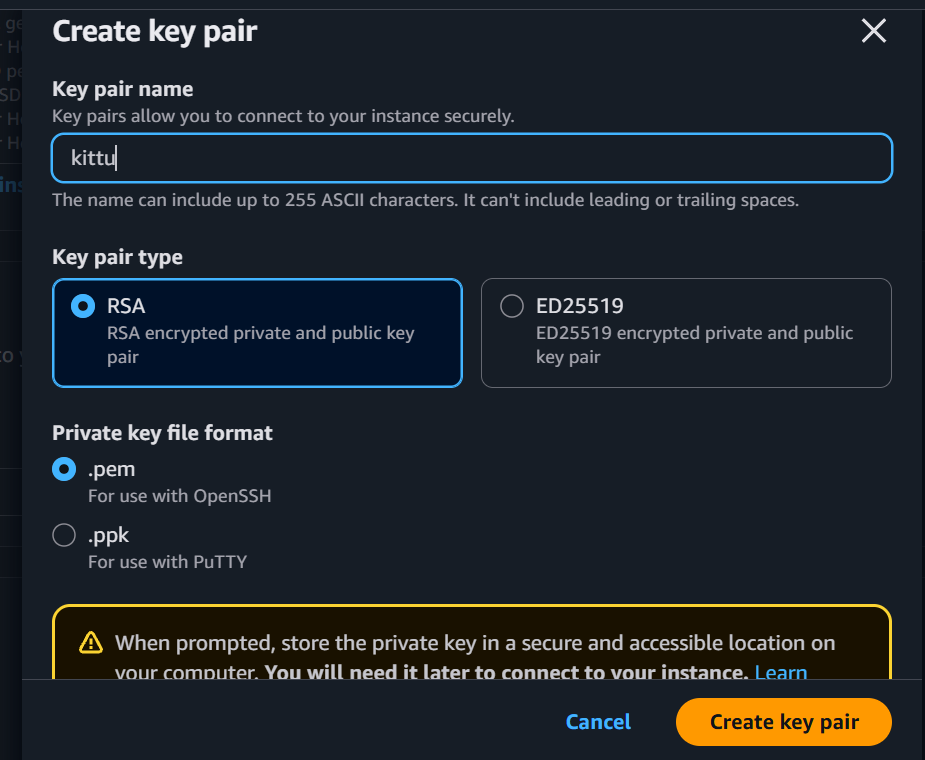 Create key pair
Key pair name
Key pairs allow you to connect to your instance securely.
kittu
The name can include up to 255 ASCII characters. It can't include leading or trailing spaces.
Key pair type
RSA
RSA encrypted private and public key
pair
ED25519
ED25519 encrypted private and public
key pair
Private key file format
.pem
For use with OpenSSH
.ppk
For use with PuTTY
When prompted, store the private key in a secure and accessible location on
your computer. You will need it later to connect to your instance. Learn
Cancel
Create key pair